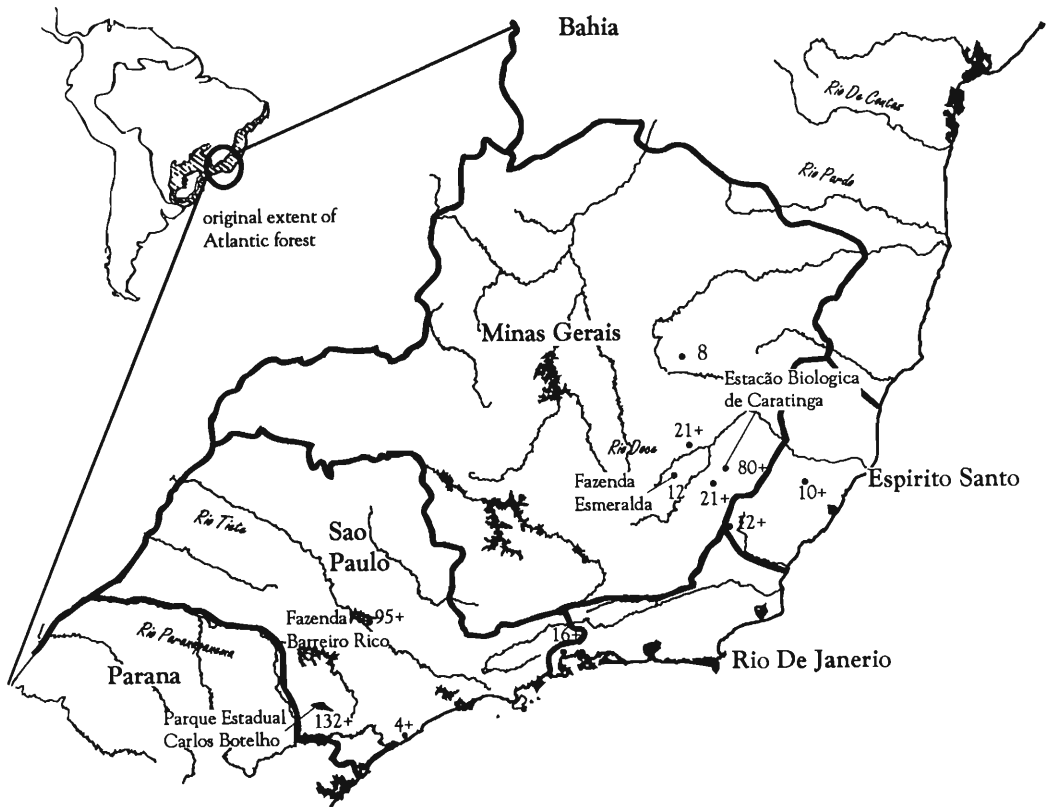 Bahia
Rio De Contas
Rio Pardo
original extent of
Atlantic forest
Minas Gerais
8
Estacão Biologica
de Caratinga
21+
Rio Doce
80+
Fazenda
Esmeralda
12
21+
10+
Espirito Santo
12+
Rio Tiete
Sao
Paulo
Fazenda
Barreiro Rico
95+
16+
Rio Paranapanema
Parana
Rio De Janerio
Parque Estadual
Carlos Botelho
132+
4+